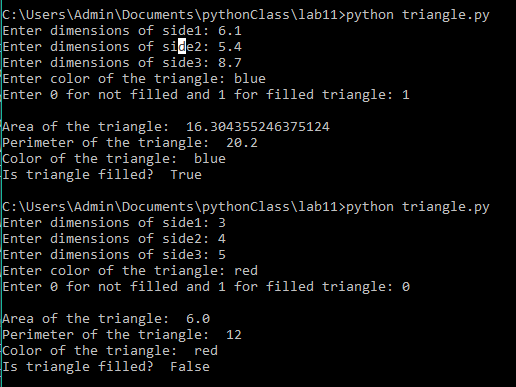 C:\Users\Admin\Documents\pythonClass\lab11>python triangle.py
Enter dimensions of side1: 6.1
Enter dimensions of side2: 5.4
Enter dimensions of side3: 8.7
Enter color of the triangle: blue
Enter 0 for not filled and 1 for filled triangle: 1

Area of the triangle:  16.304355246375124
Perimeter of the triangle:  20.2
Color of the triangle:  blue
Is triangle filled?  True

C:\Users\Admin\Documents\pythonClass\lab11>python triangle.py
Enter dimensions of side1: 3
Enter dimensions of side2: 4
Enter dimensions of side3: 5
Enter color of the triangle: red
Enter 0 for not filled and 1 for filled triangle: 0

Area of the triangle:  6.0
Perimeter of the triangle:  12
Color of the triangle:  red
Is triangle filled?  False